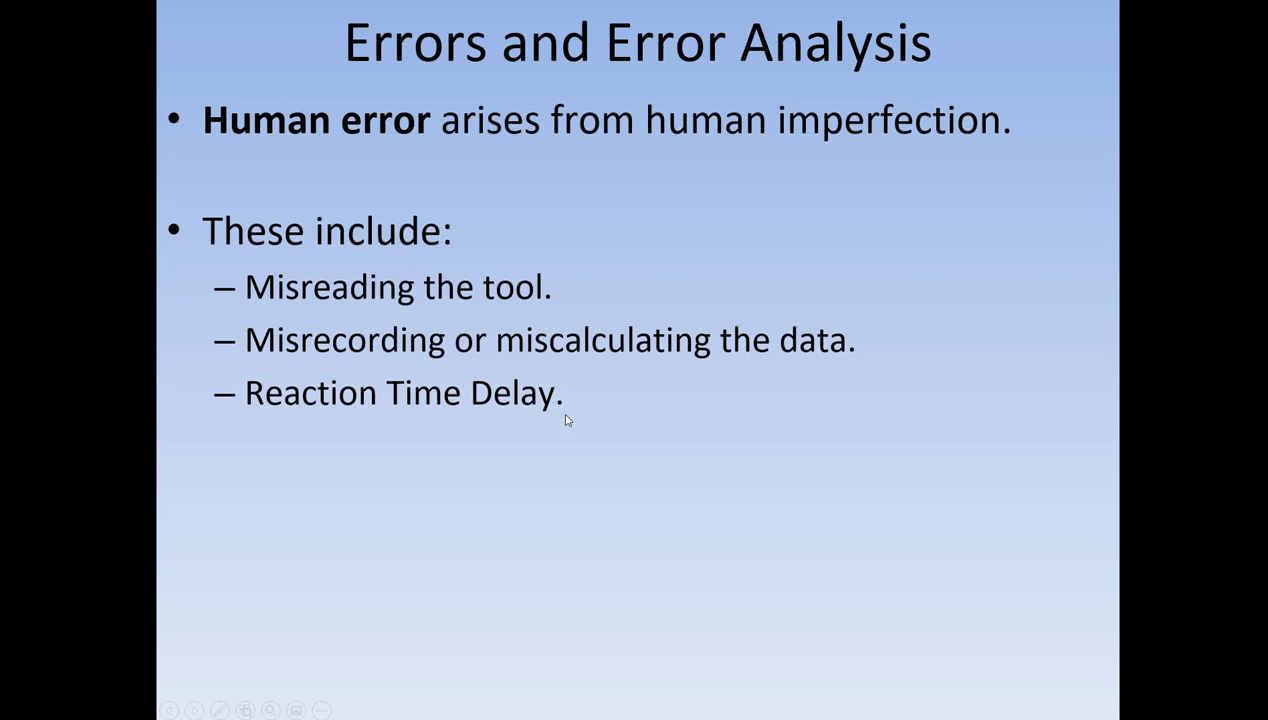 Errors and Error Analysis
• Human error arises from human imperfection.
• These include:
– Misreading the tool.
– Misrecording or miscalculating the data.
– Reaction Time Delay.